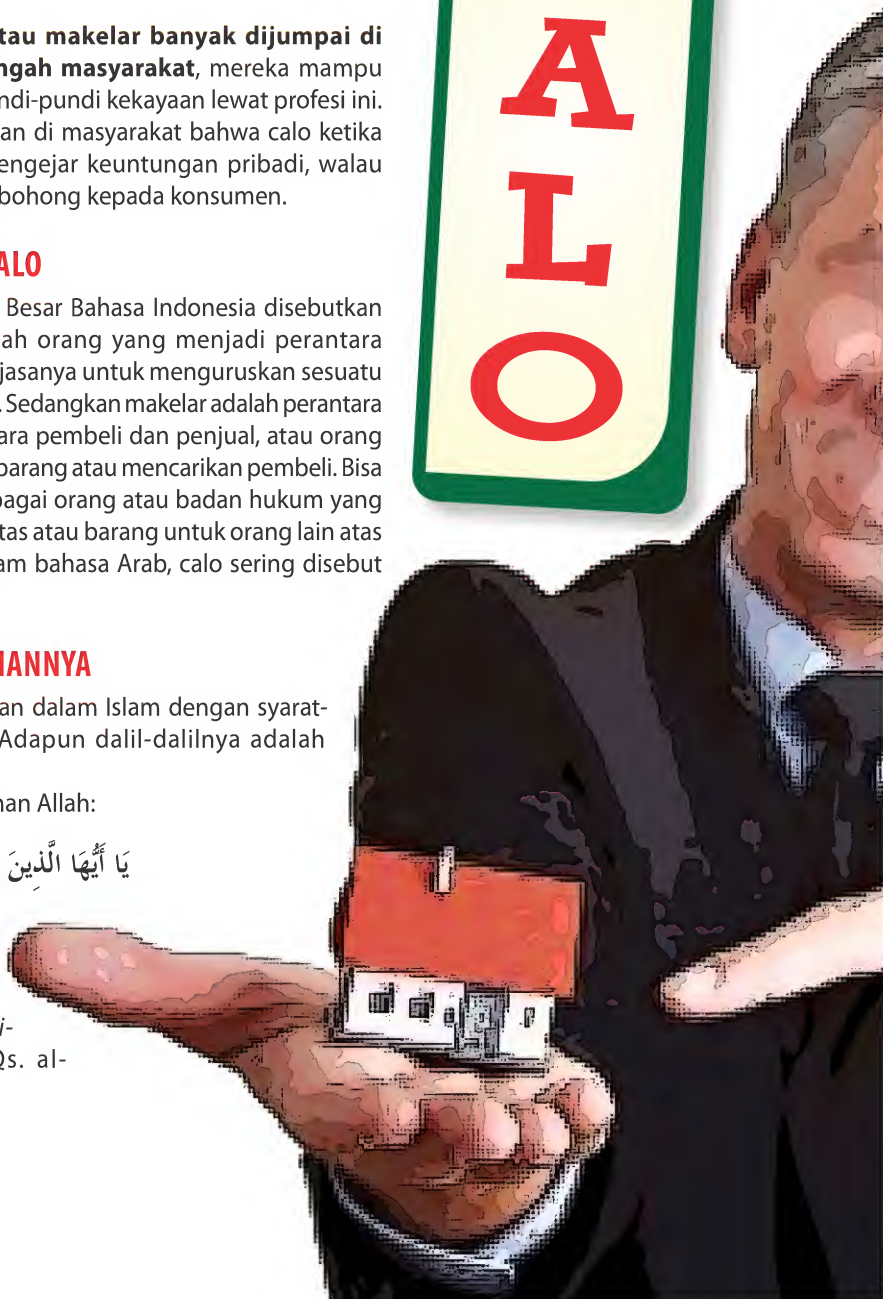 tau makelar banyak dijumpai di
ngah masyarakat, mereka mampu
ndi-pundi kekayaan lewat profesi ini.
an di masyarakat bahwa calo ketika
engejar keuntungan pribadi, walau
bohong kepada konsumen.
ALO
Besar Bahasa Indonesia disebutkan
lah orang yang menjadi perantara
jasanya untuk menguruskan sesuatu
. Sedangkan makelar adalah perantara
ara pembeli dan penjual, atau orang
barang atau mencarikan pembeli. Bisa
bagai orang atau badan hukum yang
tas atau barang untuk orang lain atas
am bahasa Arab, calo sering disebut
IANNYA
an dalam Islam dengan syarat-
Adapun dalil-dalilnya adalah
nan Allah:
يَا أَيُّهَا الَّذِينَ
i-
Qs. al-
A
L
O